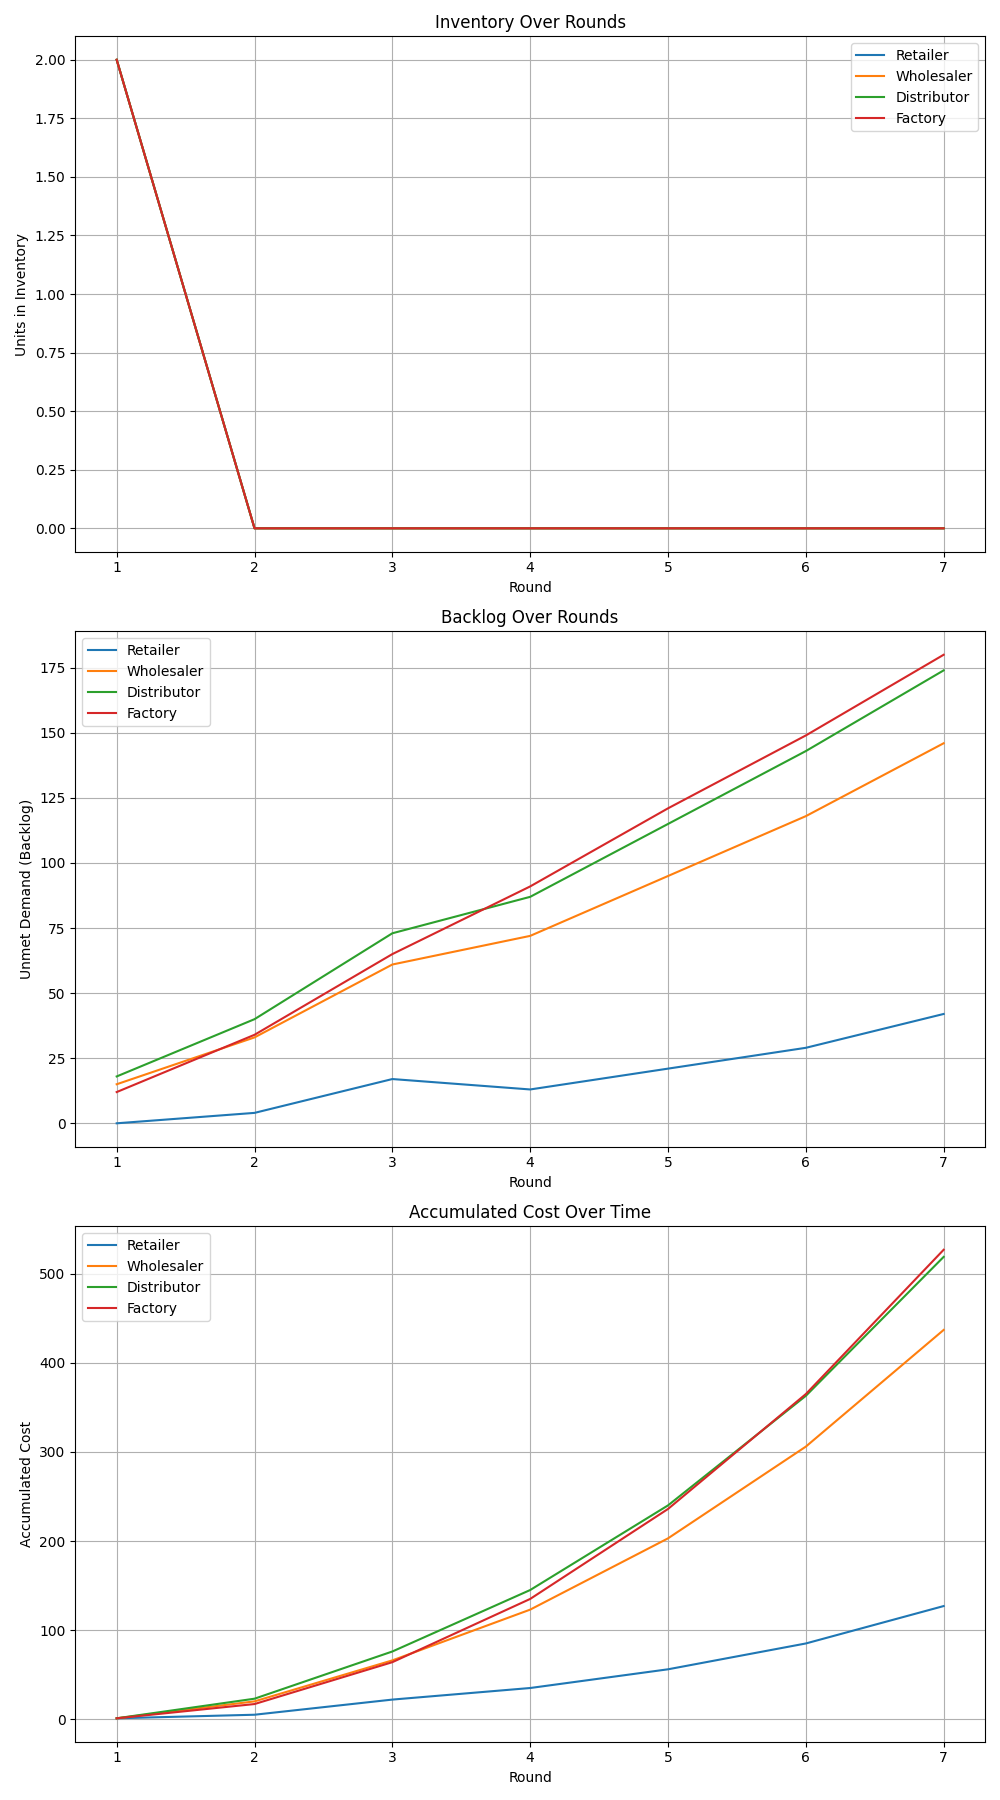 Inventory Over Rounds
Retailer
Wholesaler
Distributor
Factory
2.00
1.75
1.50
1.25
1.00
0.75
0.50
0.25
0.00
Units in Inventory
1 2 3 4 5 6 7
Round
Backlog Over Rounds
Retailer
Wholesaler
Distributor
Factory
175
150
125
100
75
50
25
0
Unmet Demand (Backlog)
1 2 3 4 5 6 7
Round
Accumulated Cost Over Time
Retailer
Wholesaler
Distributor
Factory
500
400
300
200
100
0
Accumulated Cost
1 2 3 4 5 6 7
Round